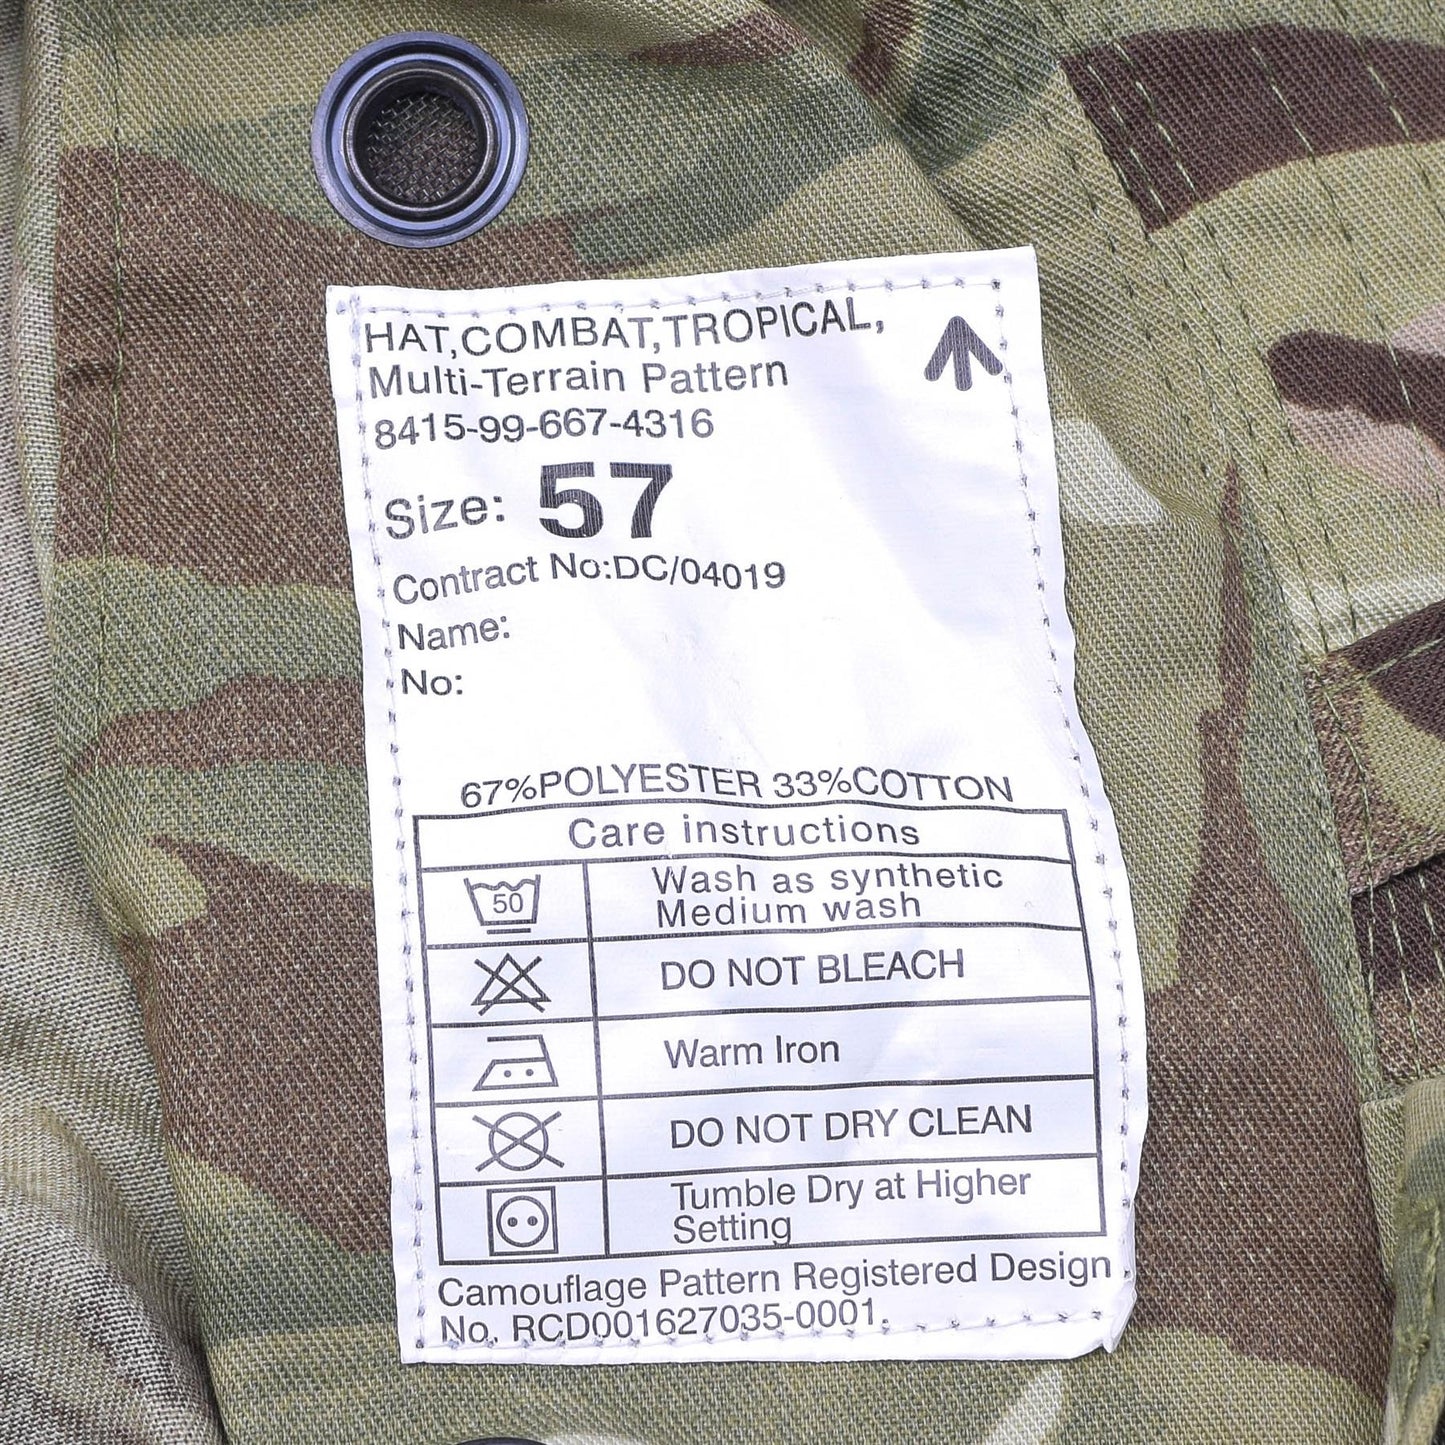 HAT,COMBAT,TROPICAL,
Multi-Terrain Pattern
8415-99-667-4316
Size: 57
Contract No:DC/04019
Name:
No:
67%POLYESTER 33%COTTON
Care instructions
50
Wash as synthetic
Medium wash
DO NOT BLEACH
Warm Iron
DO NOT DRY CLEAN
Tumble Dry at Higher
Setting
Camouflage Pattern Registered Design
No. RCD001627035-0001.